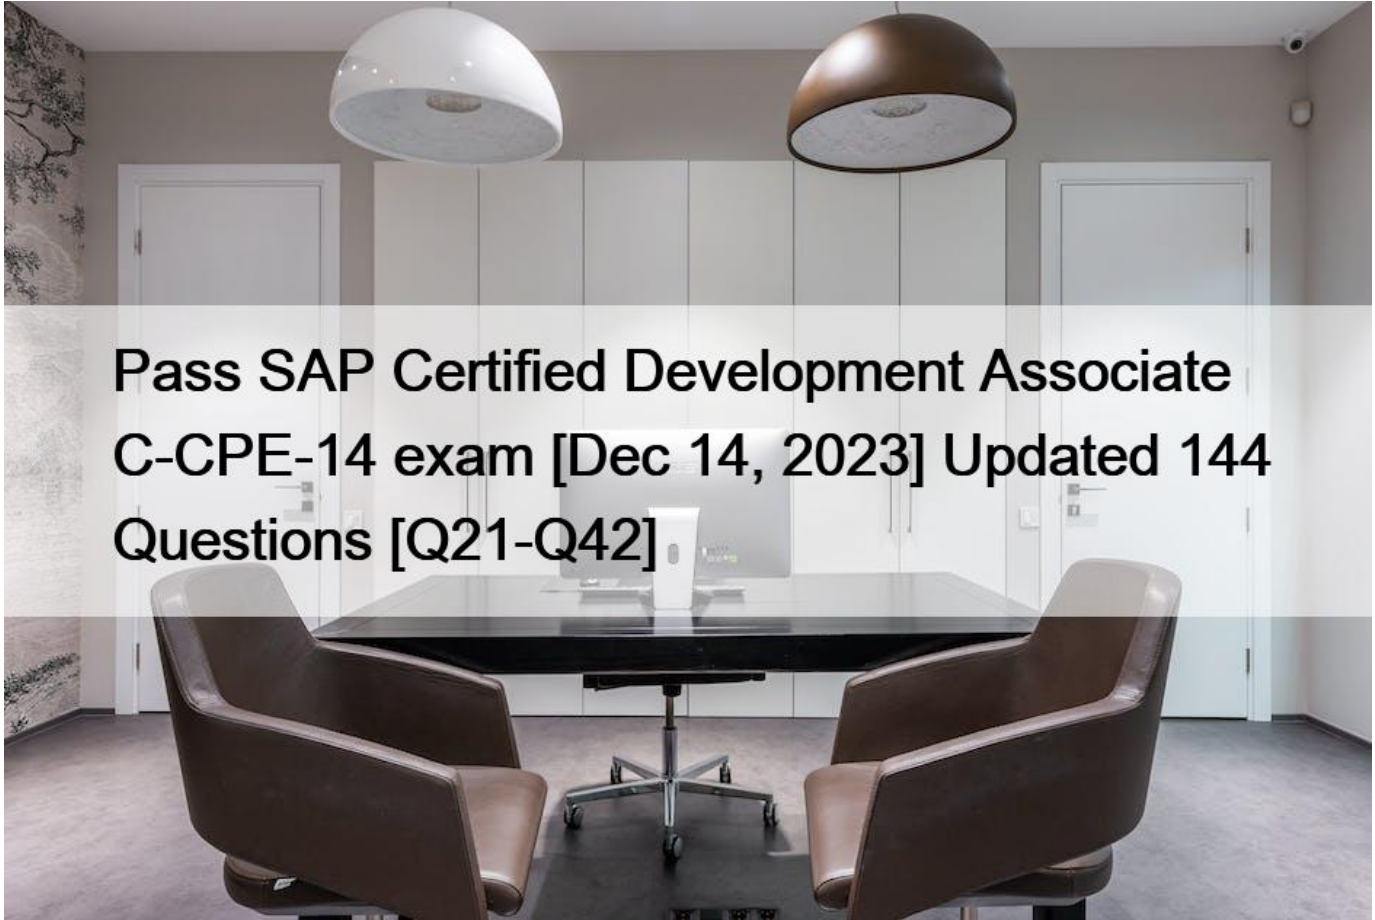 Pass SAP Certified Development Associate
C-CPE-14 exam [Dec 14, 2023] Updated 144
Questions [Q21-Q42]